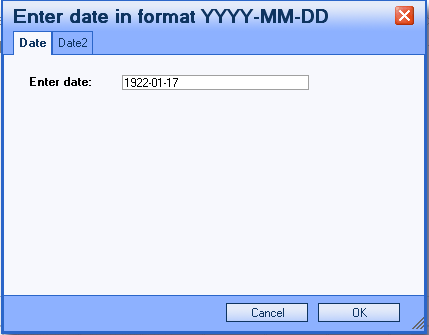 Enter date in format YYYY-MM-DD
Date Date2
Enter date: 1922-01-17
Cancel OK